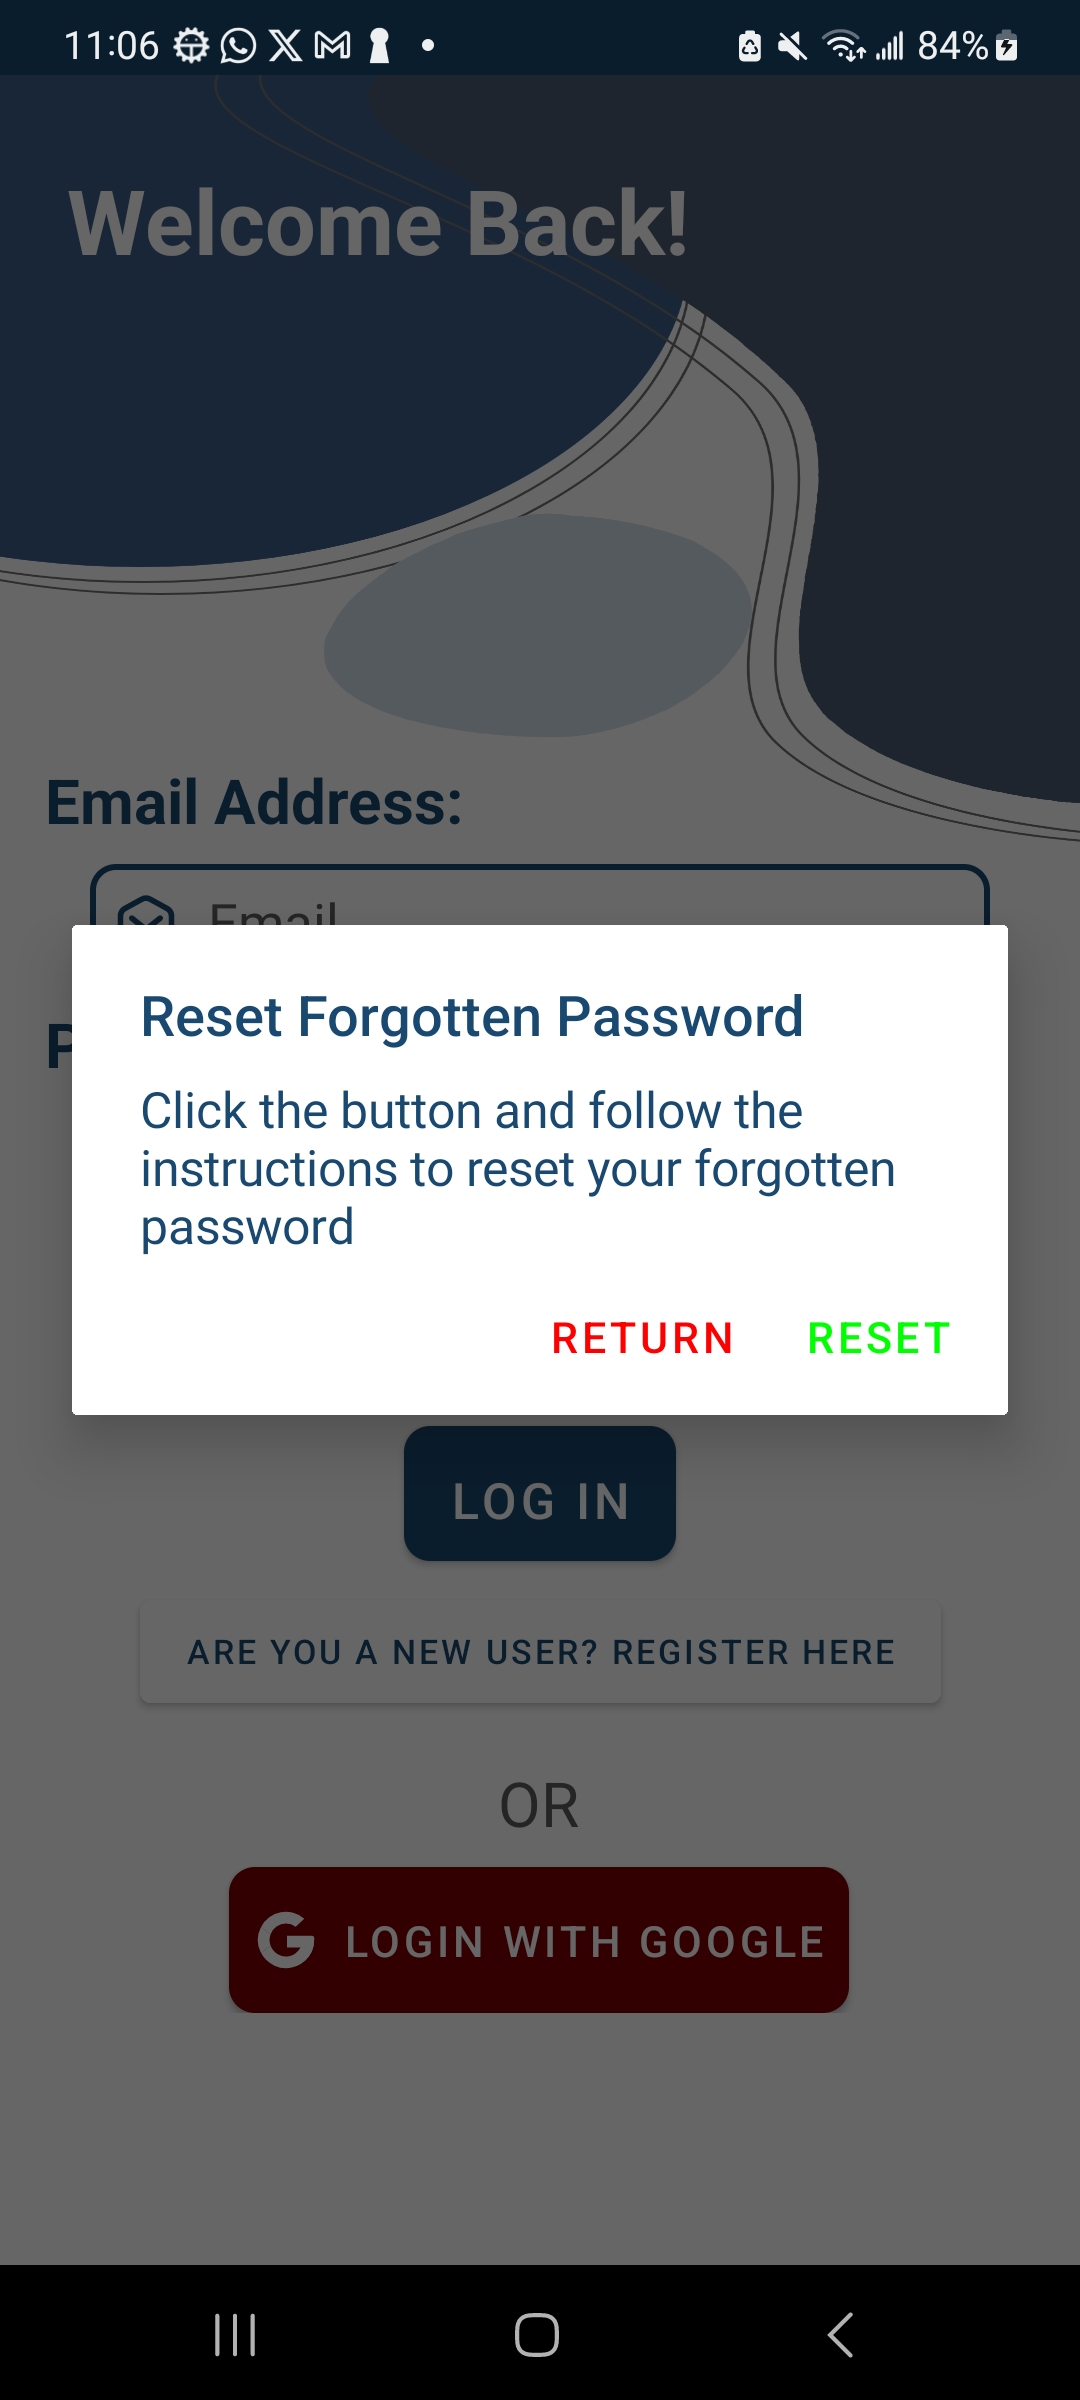 11:06
84%
Welcome Back!
Email Address:
Email
P
Reset Forgotten Password
Click the button and follow the
instructions to reset your forgotten
password
RETURN RESET
LOG IN
ARE YOU A NEW USER? REGISTER HERE
OR
LOGIN WITH GOOGLE